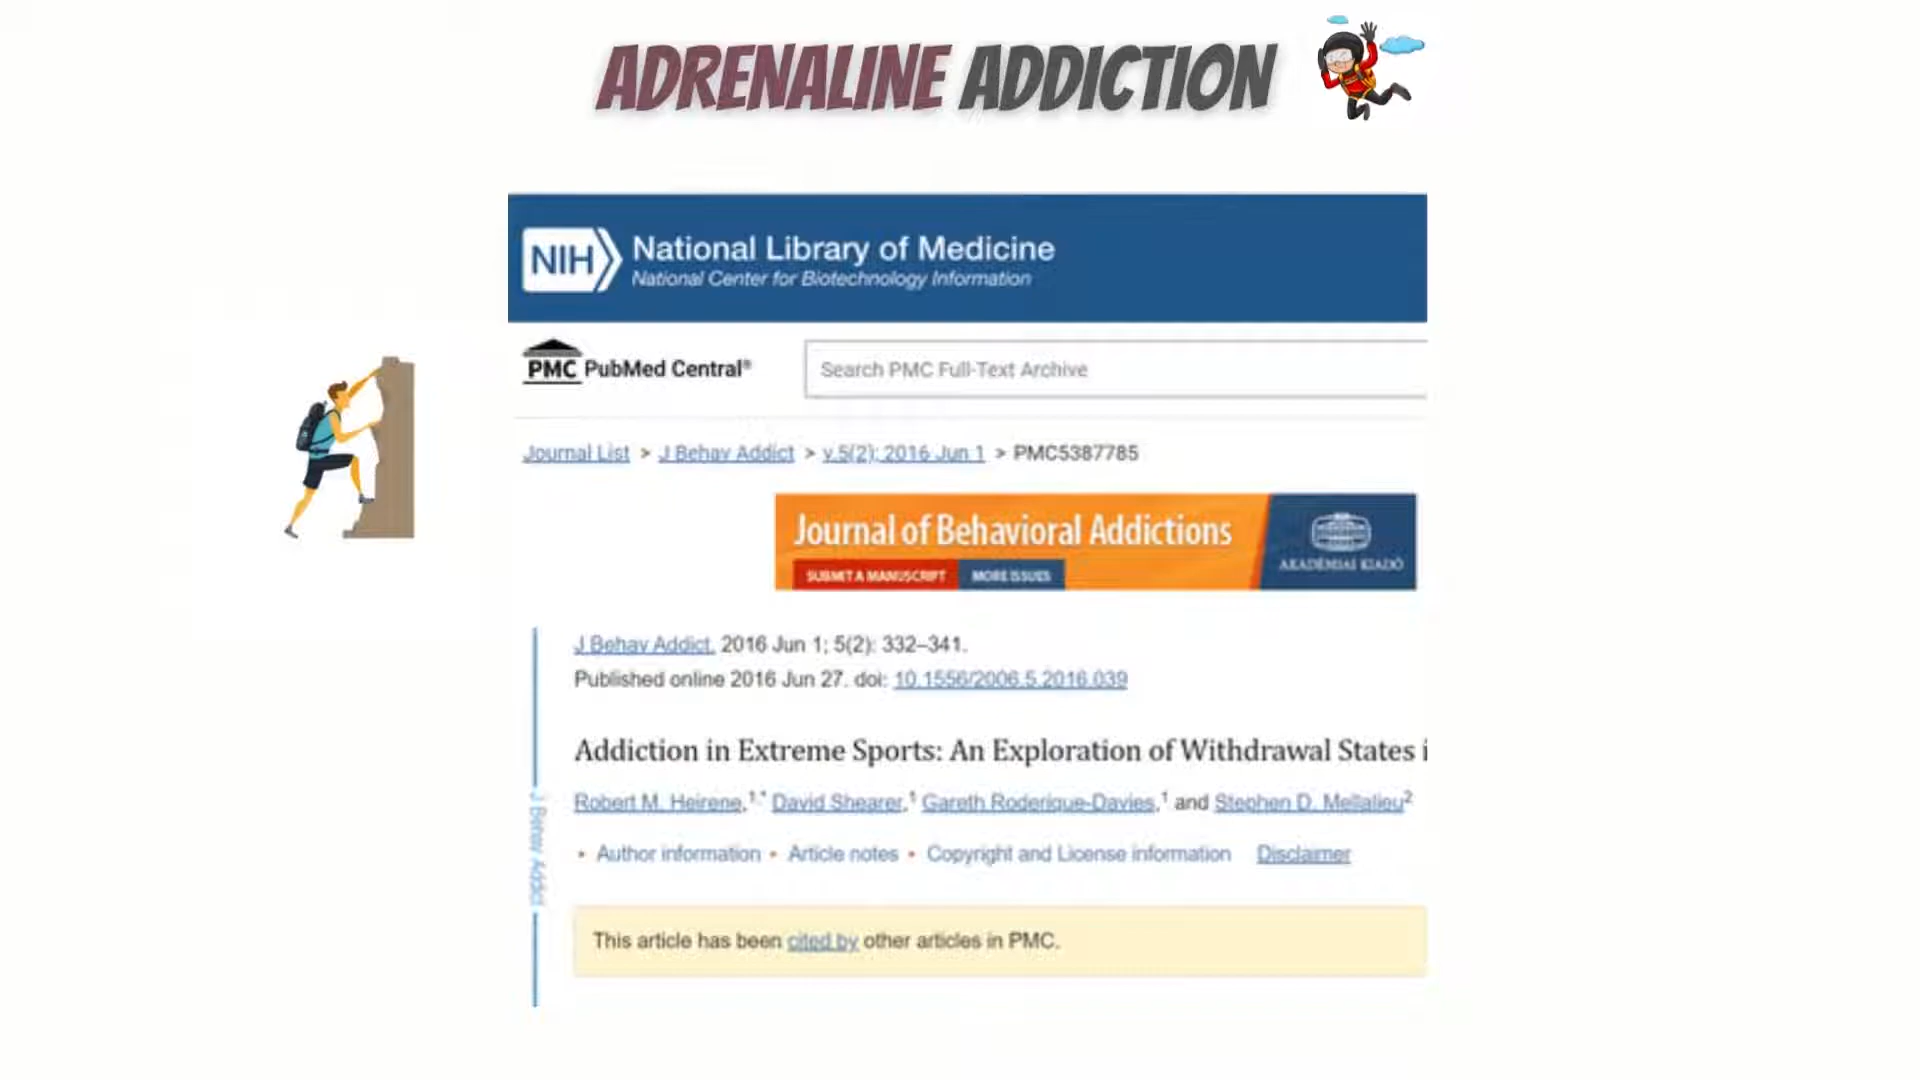 ADRENALINE ADDICTION
NIH National Library of Medicine
National Center for Biotechnology Information
PMC PubMed Central®
Search PMC Full-Text Archive
Journal List > J Behav Addict > v.5(2); 2016 Jun 1 > PMC5387785
Journal of Behavioral Addictions
SUBMIT A MANUSCRIPT MORE ISSUES
AKADÉMIAI KIADÓ
J Behav Addict. 2016 Jun 1; 5(2): 332–341.
Published online 2016 Jun 27. doi: 10.1556/2006.5.2016.039
Addiction in Extreme Sports: An Exploration of Withdrawal States i
Robert M. Heirene,1,* David Shearer,1 Gareth Roderique-Davies,1 and Stephen D. Mellalieu2
• Author information • Article notes • Copyright and License information Disclaimer
J Behav Addict
This article has been cited by other articles in PMC.